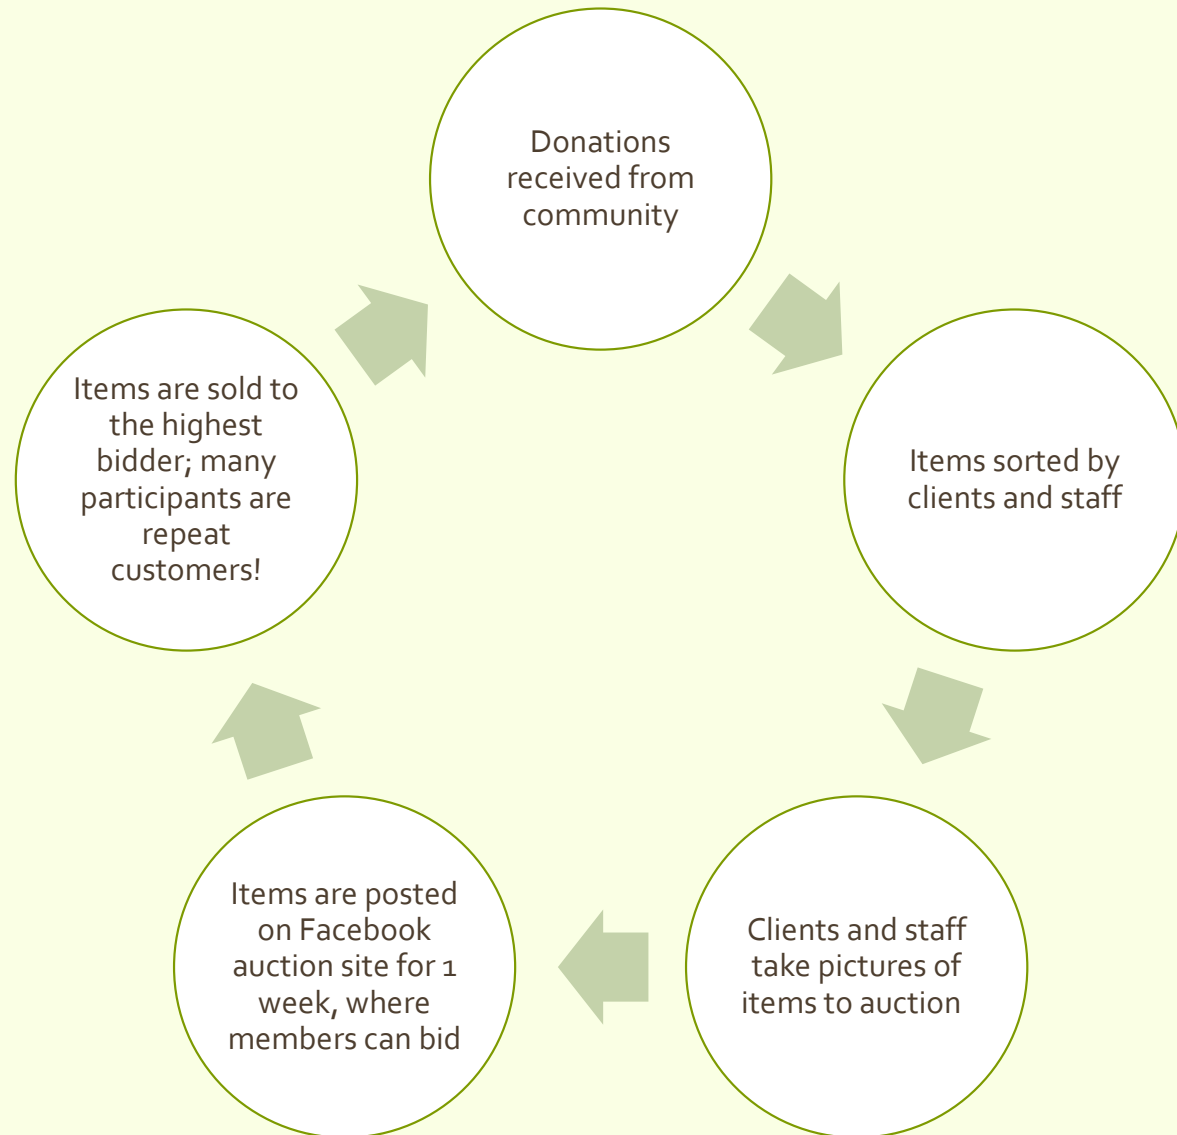 Donations
received from
community
Items sorted by
clients and staff
Clients and staff
take pictures of
items to auction
Items are posted
on Facebook
auction site for 1
week, where
members can bid
Items are sold to
the highest
bidder; many
participants are
repeat
customers!